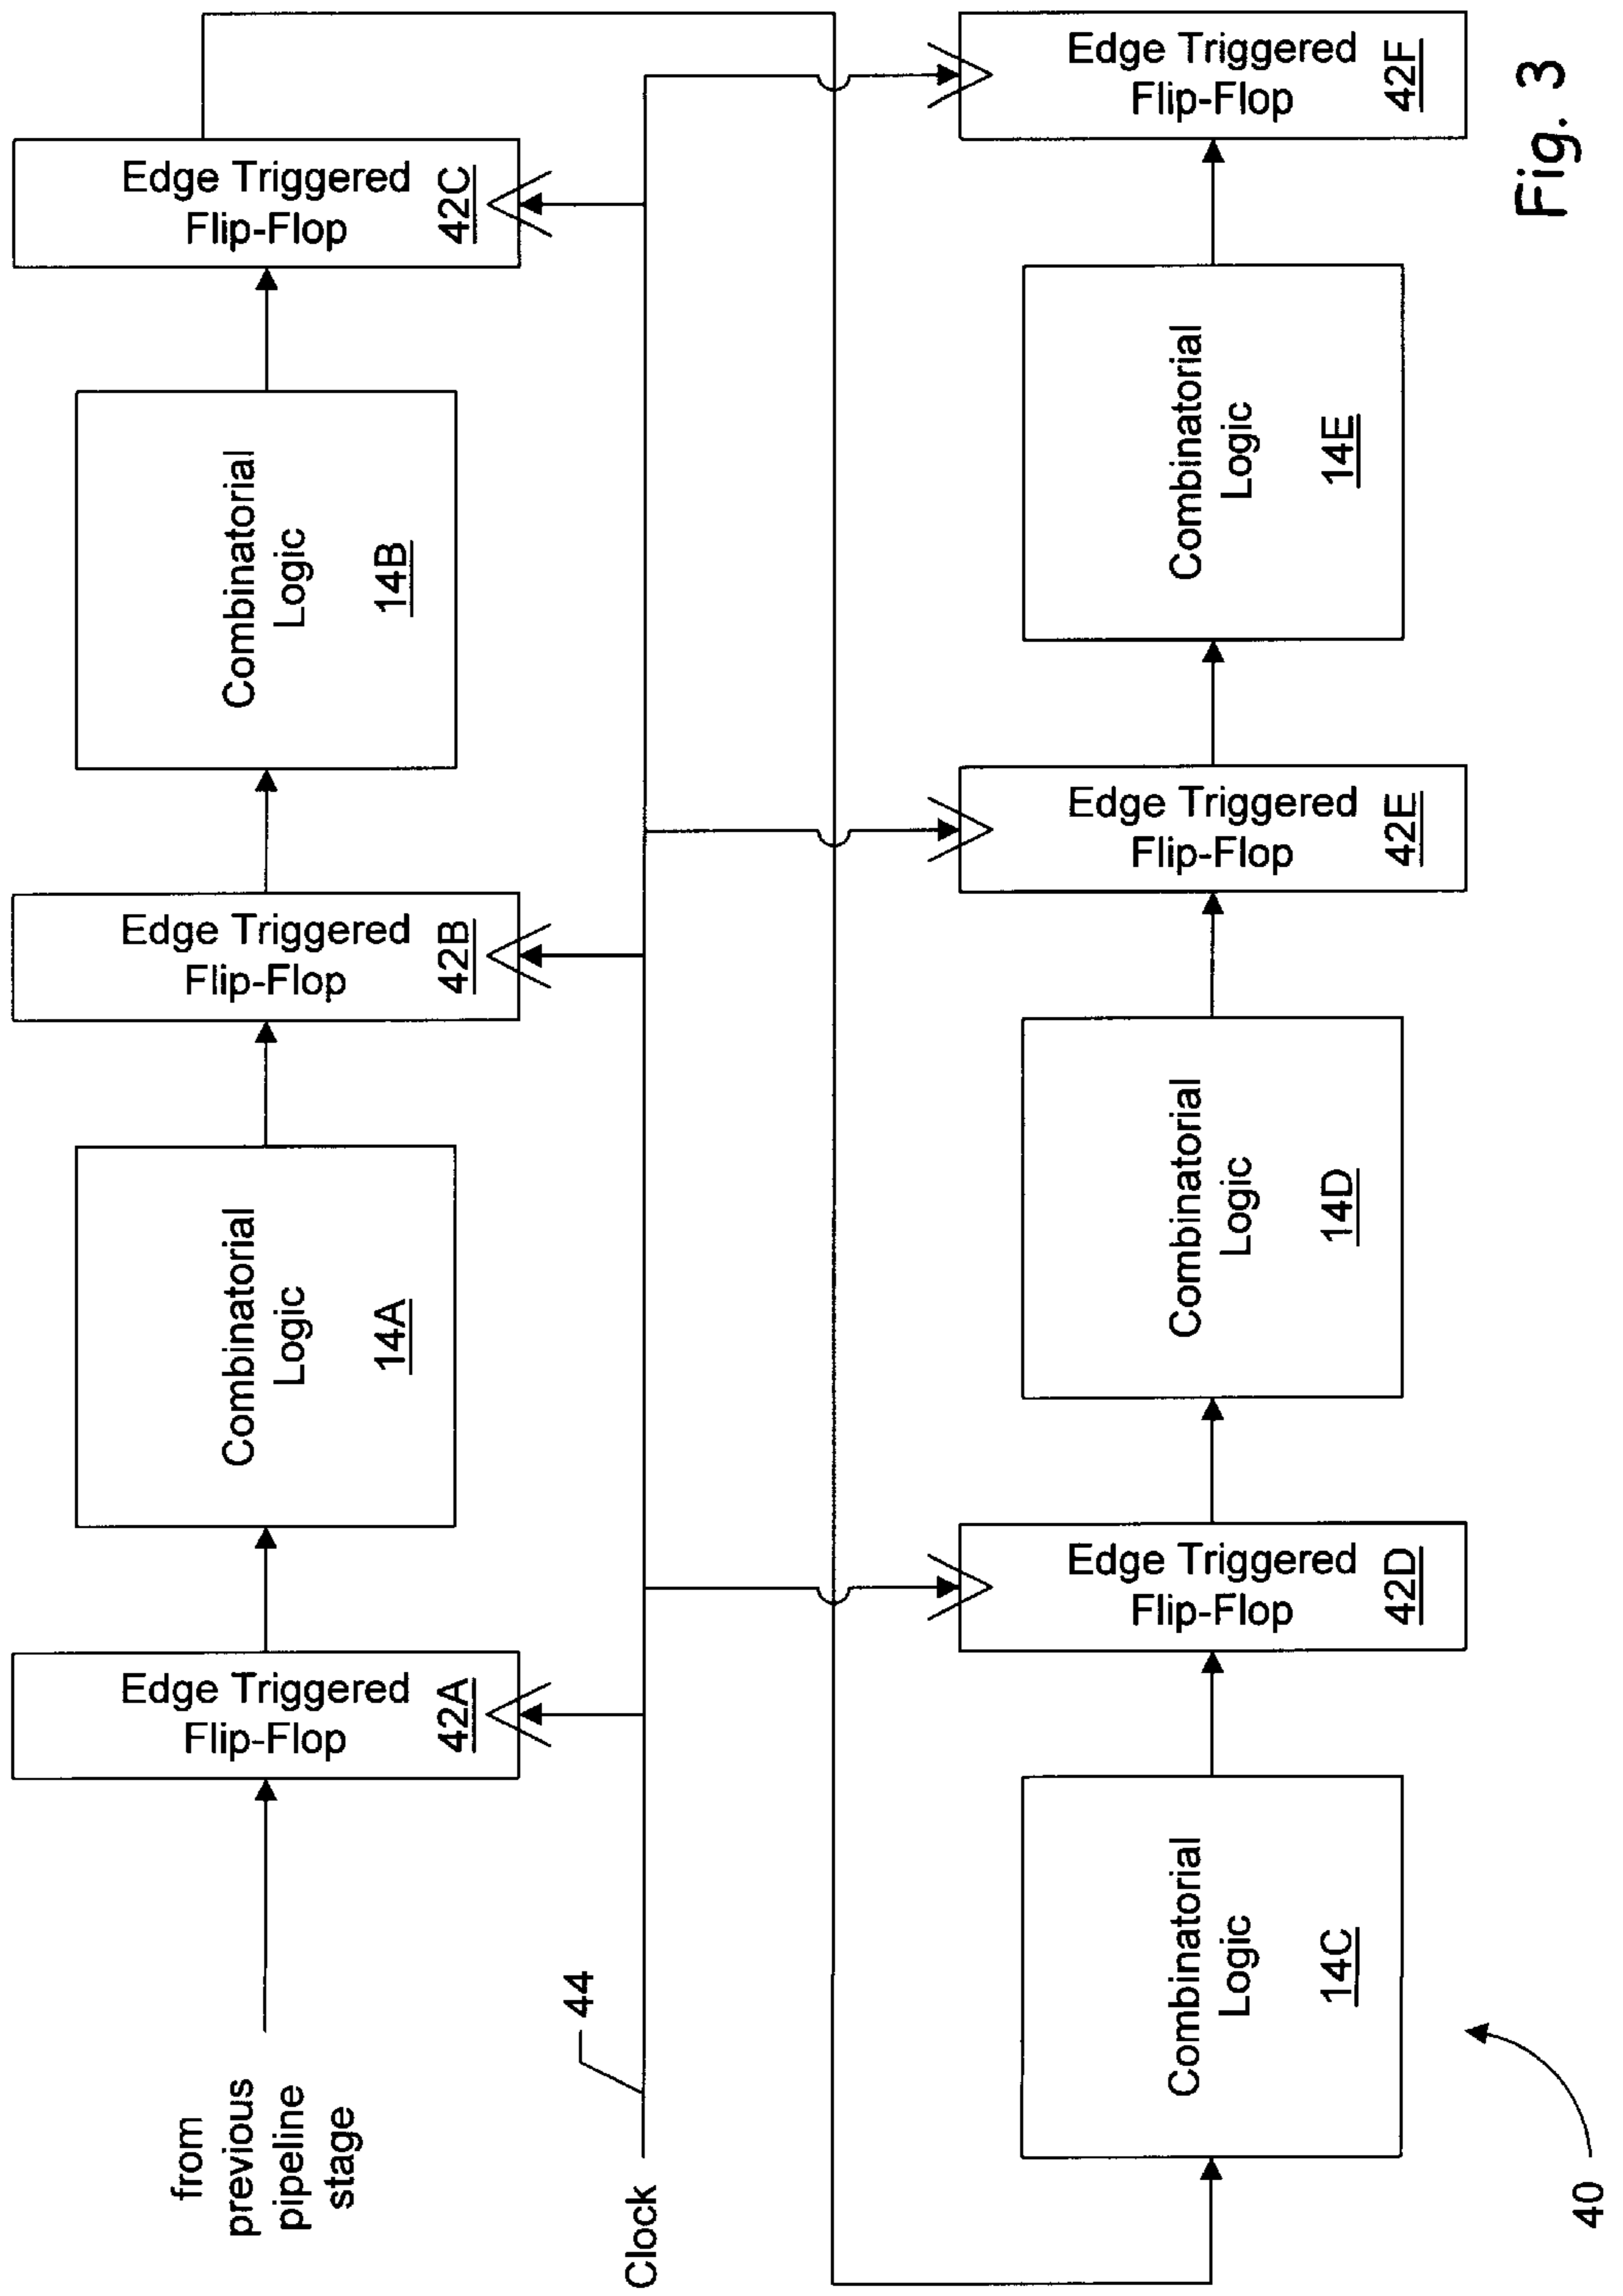 from
previous
pipeline
stage
Edge Triggered
Flip-Flop
42A
Combinatorial
Logic
14A
Edge Triggered
Flip-Flop
42B
Combinatorial
Logic
14B
Edge Triggered
Flip-Flop
42C
44
Clock
Combinatorial
Logic
14C
Edge Triggered
Flip-Flop
42D
Combinatorial
Logic
14D
Edge Triggered
Flip-Flop
42E
Combinatorial
Logic
14E
Edge Triggered
Flip-Flop
42F
40
Fig. 3